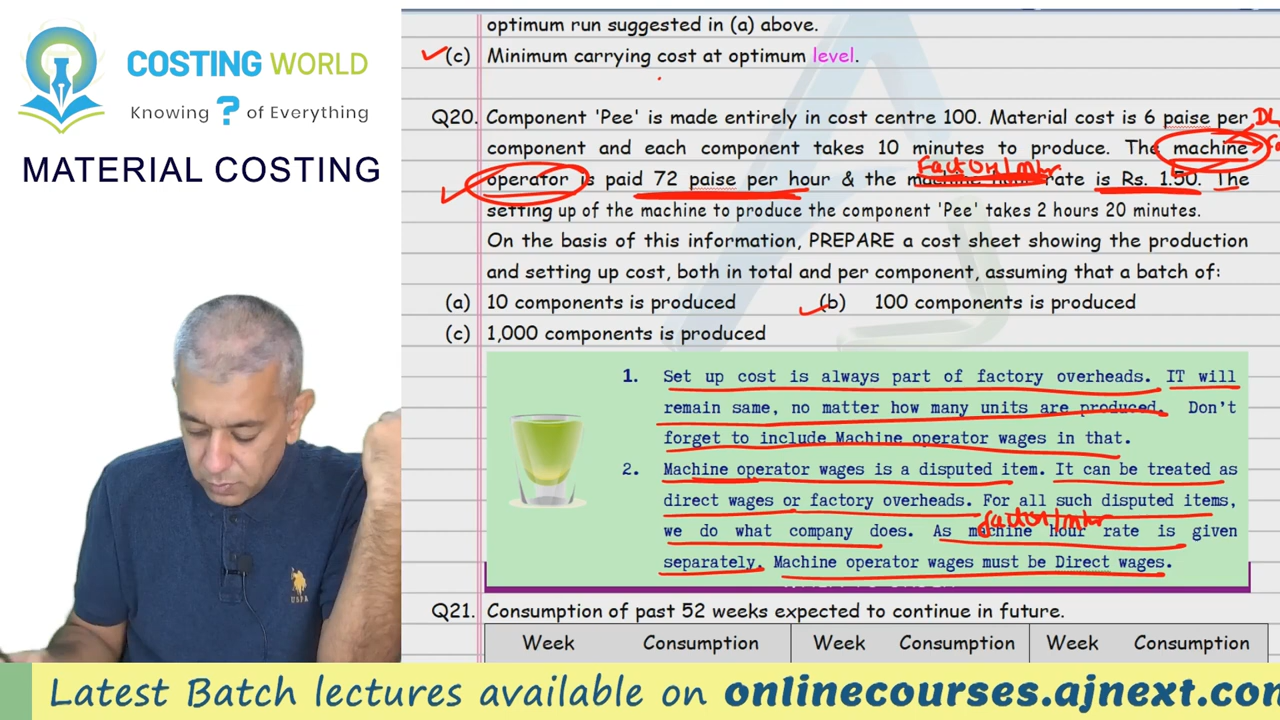 optimum run suggested in (a) above.
(c) Minimum carrying cost at optimum level.
COSTING WORLD
Knowing ? of Everything
MATERIAL COSTING
Q20. Component 'Pee' is made entirely in cost centre 100. Material cost is 6 paise per
DL
component and each component takes 10 minutes to produce. The machine
Factor/mhr
operator is paid 72 paise per hour & the machine hour rate is Rs. 1.50. The
setting up of the machine to produce the component 'Pee' takes 2 hours 20 minutes.
On the basis of this information, PREPARE a cost sheet showing the production
and setting up cost, both in total and per component, assuming that a batch of:
(a) 10 components is produced (b) 100 components is produced
(c) 1,000 components is produced
1. Set up cost is always part of factory overheads. IT will
remain same, no matter how many units are produced. Don't
forget to include Machine operator wages in that.
2. Machine operator wages is a disputed item. It can be treated as
direct wages or factory overheads. For all such disputed items,
factor/mhr
we do what company does. As machine hour rate is given
separately. Machine operator wages must be Direct wages.
USPA
Q21. Consumption of past 52 weeks expected to continue in future.
Week Consumption Week Consumption Week Consumption
Latest Batch lectures available on onlinecourses.ajnext.com